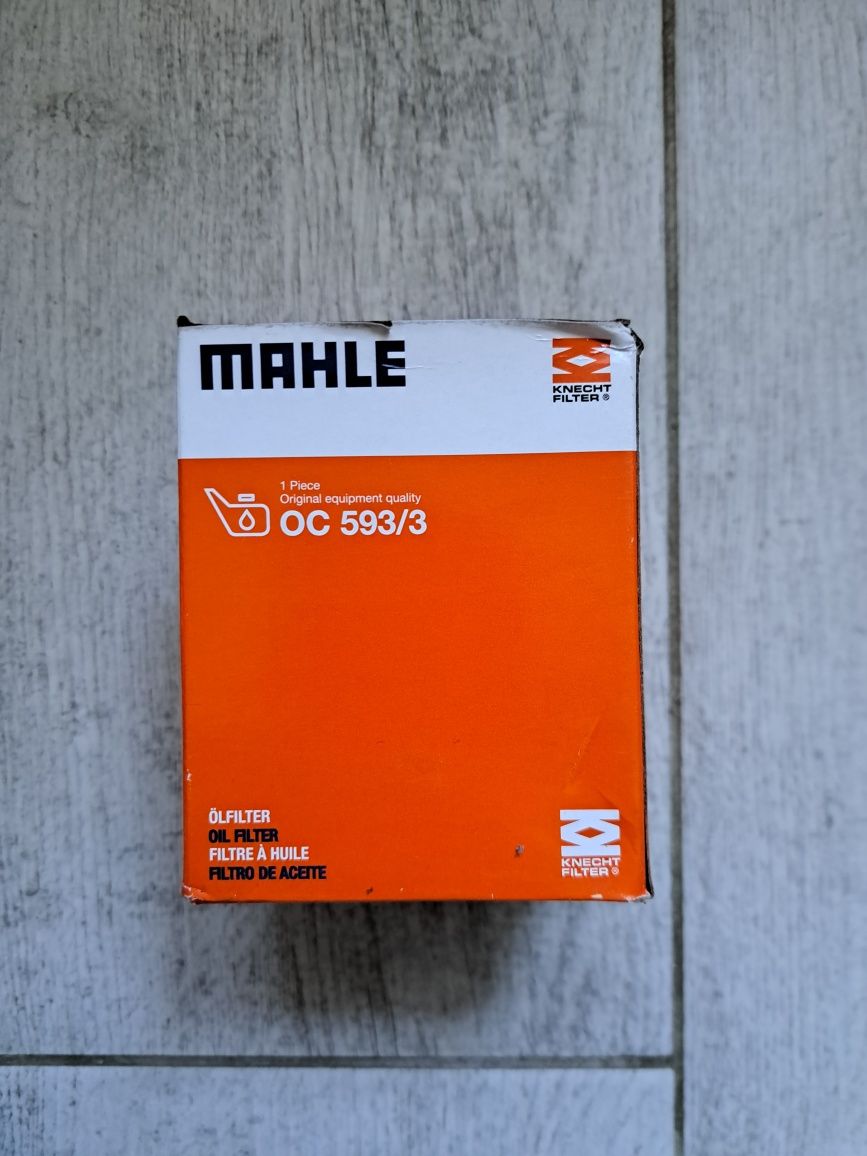 MAHLE
KNECHT
FILTER ®
1 Piece
Original equipment quality
OC 593/3
ÖLFILTER
OIL FILTER
FILTRE À HUILE
FILTRO DE ACEITE
KNECHT
FILTER ®